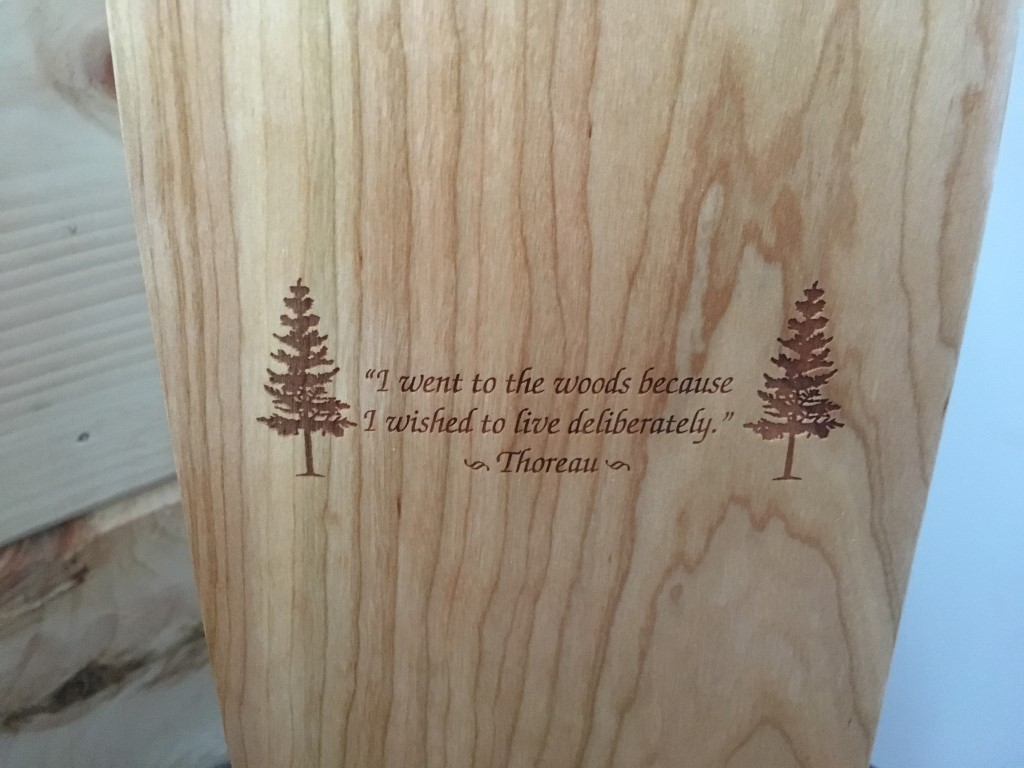 “I went to the woods because
I wished to live deliberately.”
~ Thoreau ~